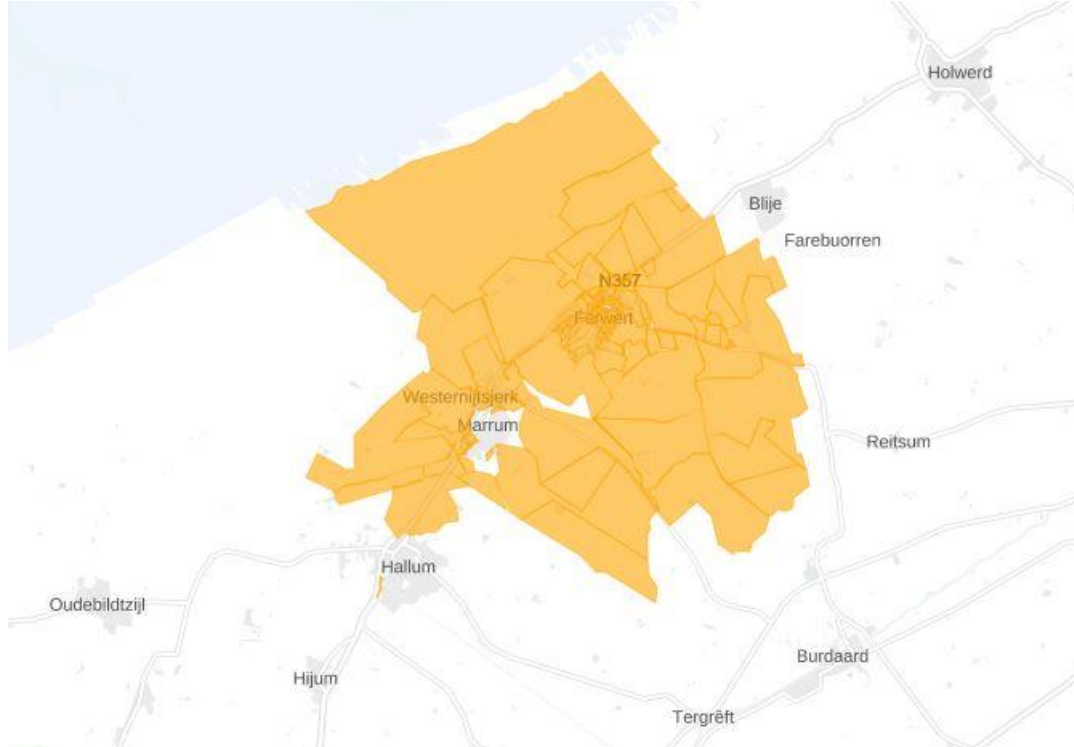 Holwerd
Blije
Farebuorren
N357
Ferwert
Westernijtsjerk
Marrum
Reitsum
Hallum
Oudebildtzijl
Burdaard
Hijum
Tergrêft